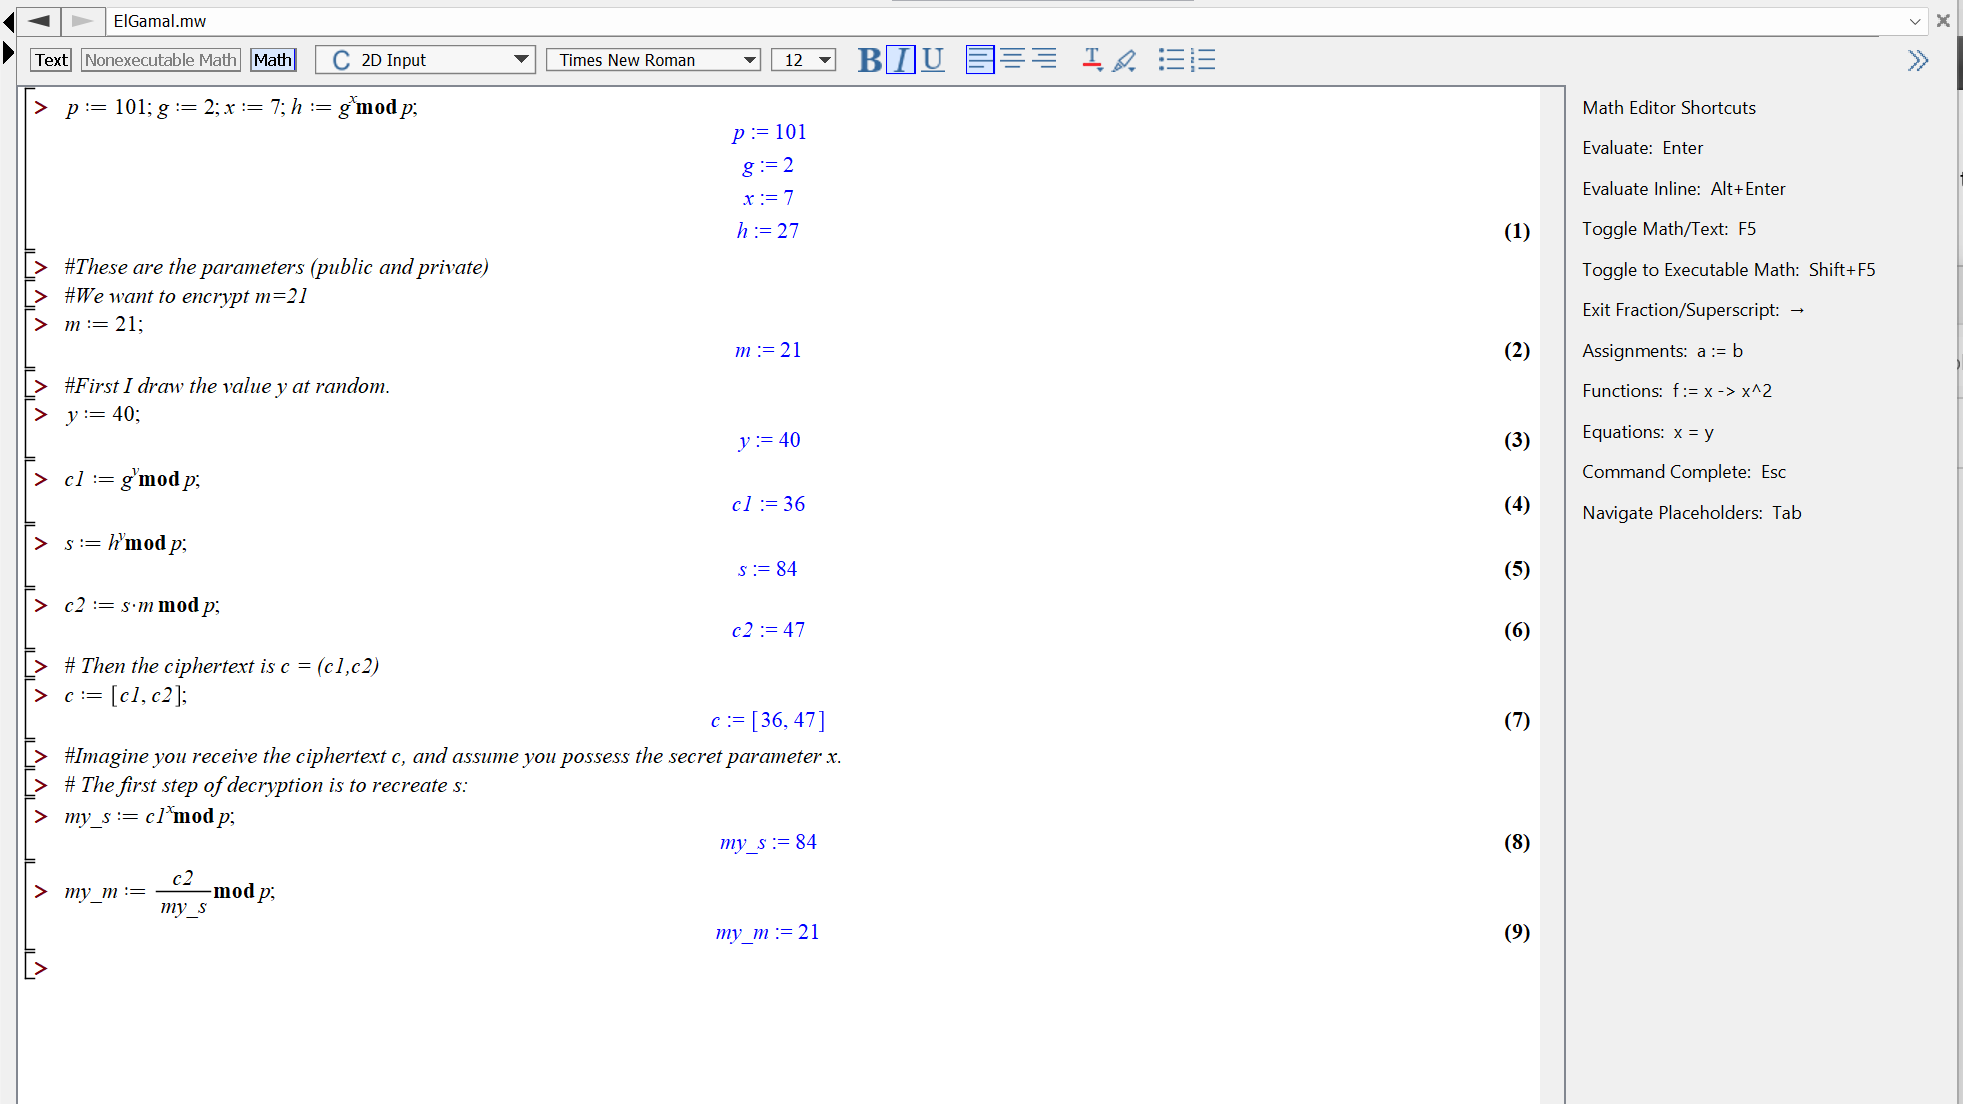 ElGamal.mw
Text Nonexecutable Math Math C 2D Input Times New Roman 12 B I U
> p := 101; g := 2; x := 7; h := g^x mod p;
p := 101
g := 2
x := 7
h := 27 (1)
> #These are the parameters (public and private)
> #We want to encrypt m=21
> m := 21;
m := 21 (2)
> #First I draw the value y at random.
> y := 40;
y := 40 (3)
> c1 := g^y mod p;
c1 := 36 (4)
> s := h^y mod p;
s := 84 (5)
> c2 := s·m mod p;
c2 := 47 (6)
> # Then the ciphertext is c = (c1,c2)
> c := [c1, c2];
c := [36, 47] (7)
> #Imagine you receive the ciphertext c, and assume you possess the secret parameter x.
> # The first step of decryption is to recreate s:
> my_s := c1^x mod p;
my_s := 84 (8)
> my_m := c2/my_s mod p;
my_m := 21 (9)
>
Math Editor Shortcuts
Evaluate: Enter
Evaluate Inline: Alt+Enter
Toggle Math/Text: F5
Toggle to Executable Math: Shift+F5
Exit Fraction/Superscript: →
Assignments: a := b
Functions: f := x -> x^2
Equations: x = y
Command Complete: Esc
Navigate Placeholders: Tab